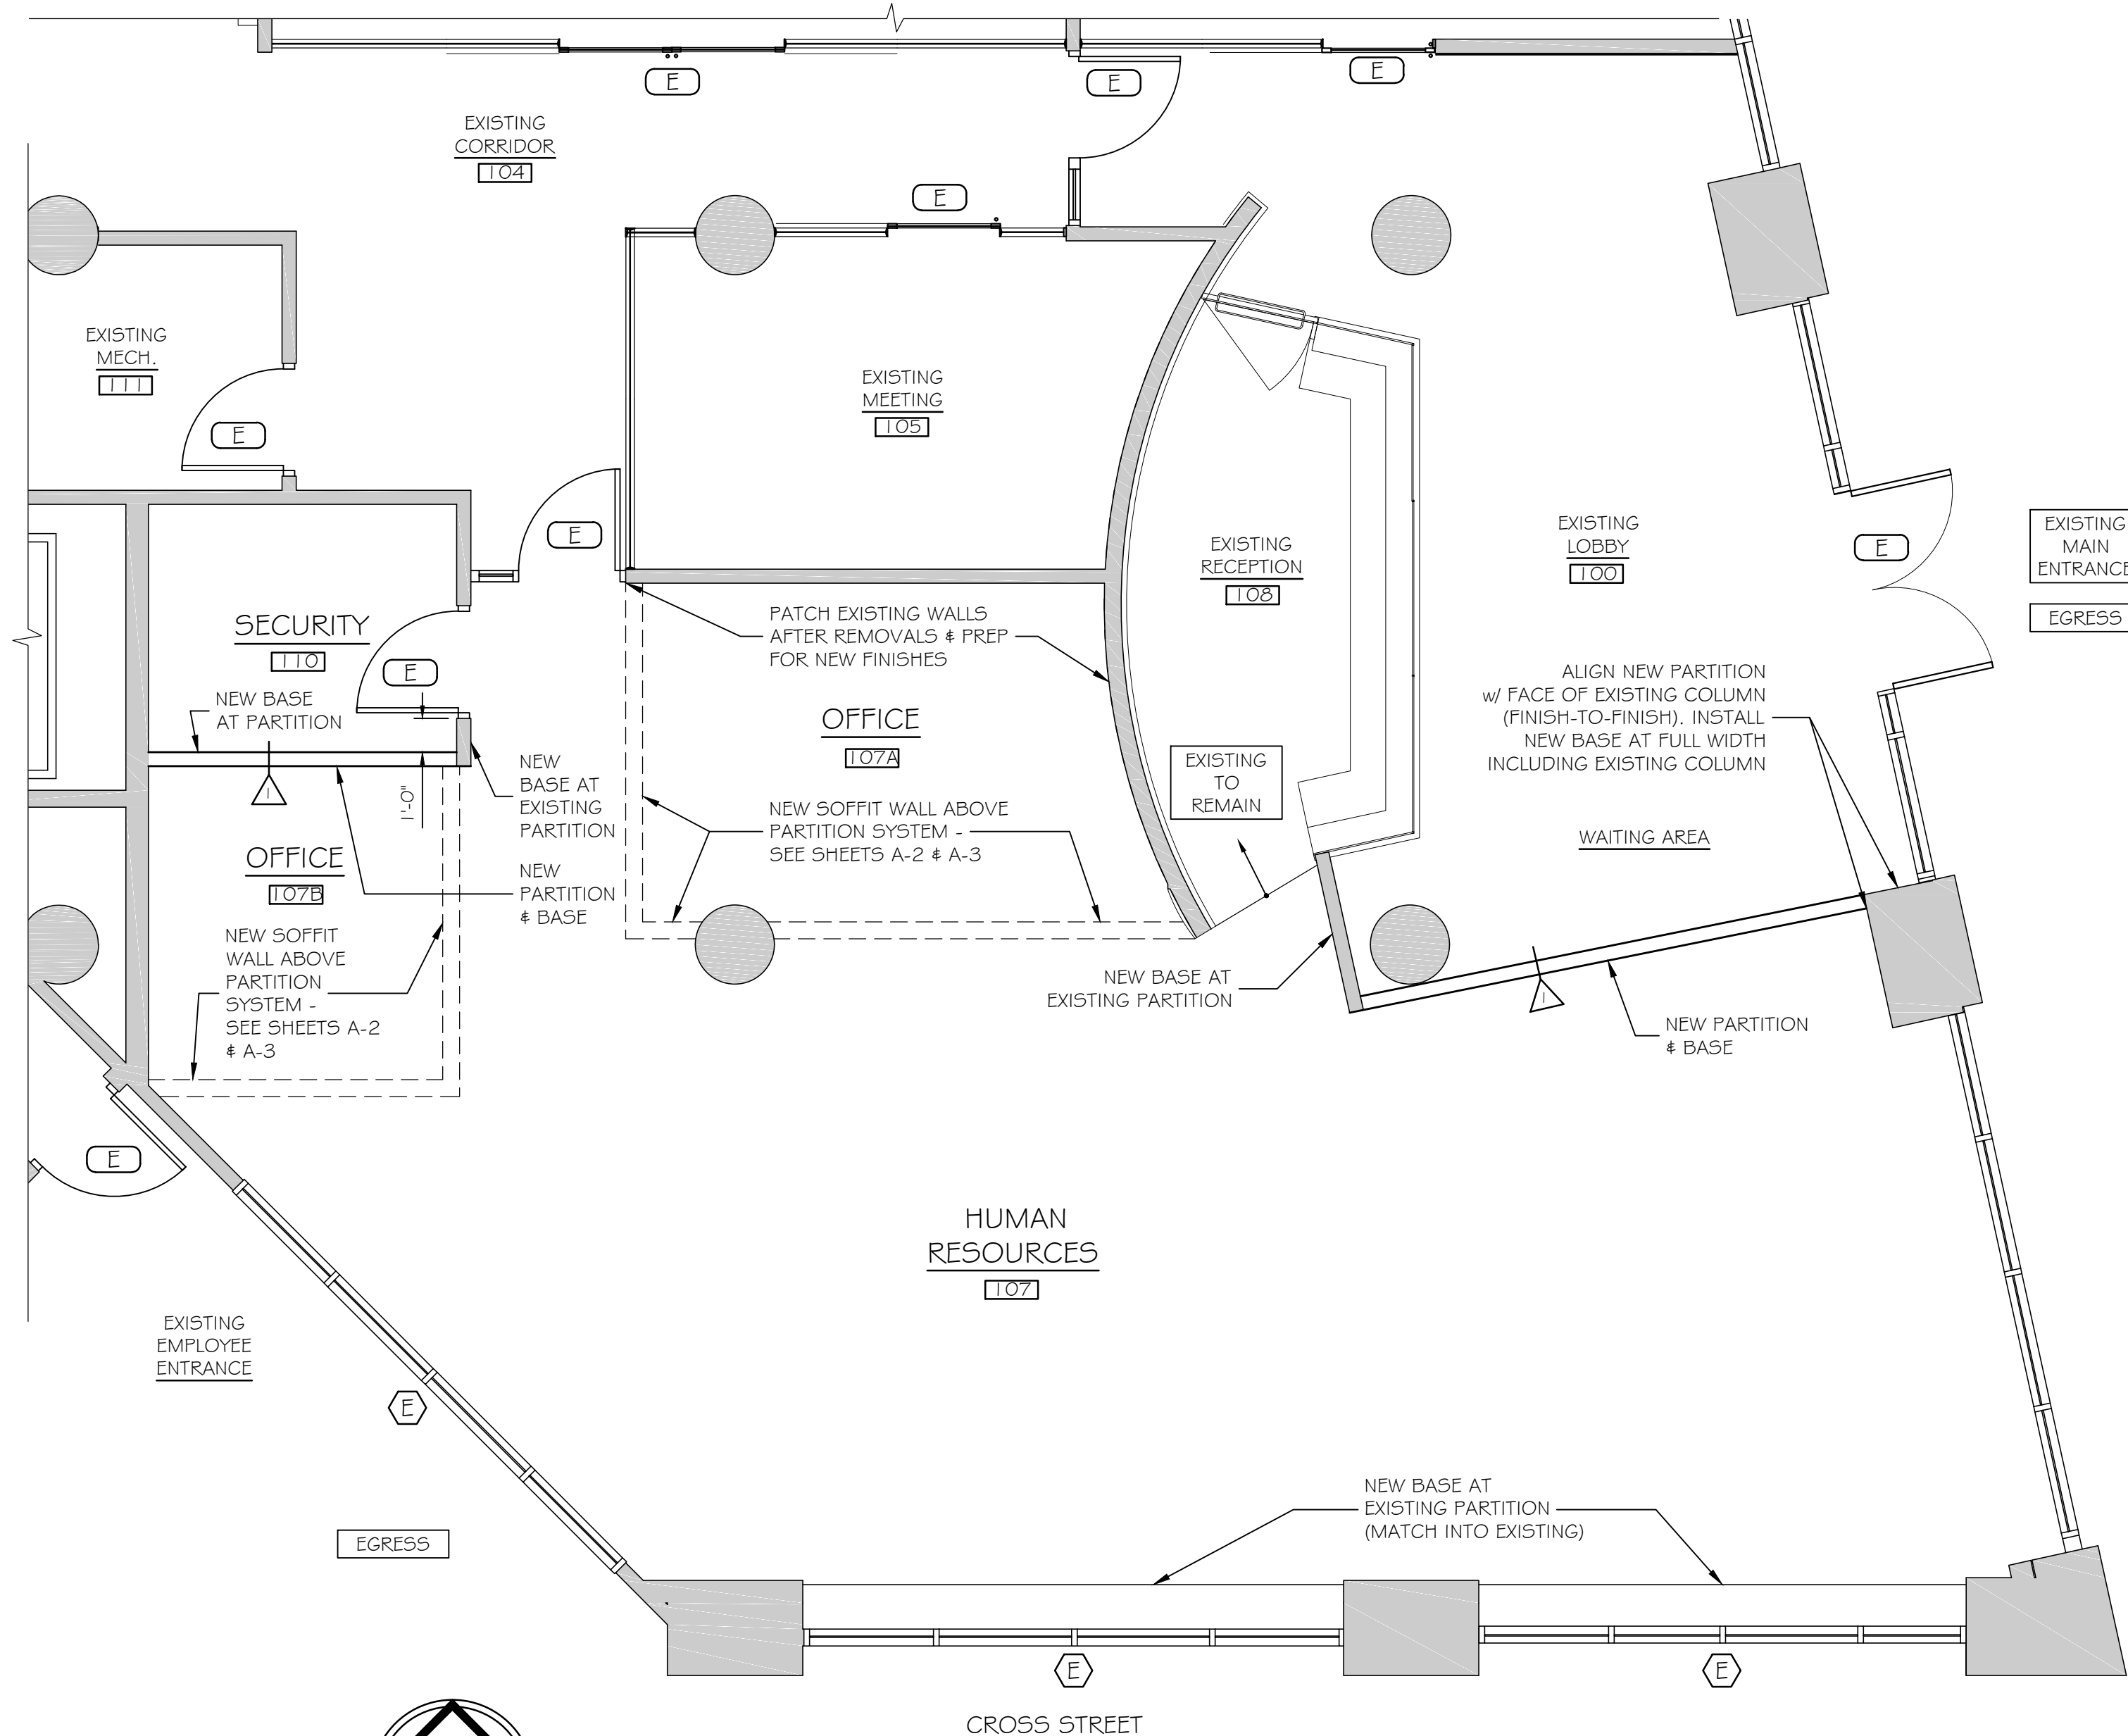 E
E
E
EXISTING
CORRIDOR
104
E
EXISTING
MECH.
111
E
EXISTING
MEETING
105
E
EXISTING
RECEPTION
108
EXISTING
LOBBY
100
E
EXISTING
MAIN
ENTRANCE
EGRESS
SECURITY
110
E
NEW BASE
AT PARTITION
PATCH EXISTING WALLS
AFTER REMOVALS & PREP
FOR NEW FINISHES
OFFICE
107A
ALIGN NEW PARTITION
w/ FACE OF EXISTING COLUMN
(FINISH-TO-FINISH). INSTALL
NEW BASE AT FULL WIDTH
INCLUDING EXISTING COLUMN
EXISTING
TO
REMAIN
1
1'-0"
NEW
BASE AT
EXISTING
PARTITION
NEW SOFFIT WALL ABOVE
PARTITION SYSTEM -
SEE SHEETS A-2 & A-3
WAITING AREA
OFFICE
107B
NEW
PARTITION
& BASE
NEW SOFFIT
WALL ABOVE
PARTITION
SYSTEM -
SEE SHEETS A-2
& A-3
NEW BASE AT
EXISTING PARTITION
1
NEW PARTITION
& BASE
E
HUMAN
RESOURCES
107
EXISTING
EMPLOYEE
ENTRANCE
E
EGRESS
NEW BASE AT
EXISTING PARTITION
(MATCH INTO EXISTING)
E
E
CROSS STREET